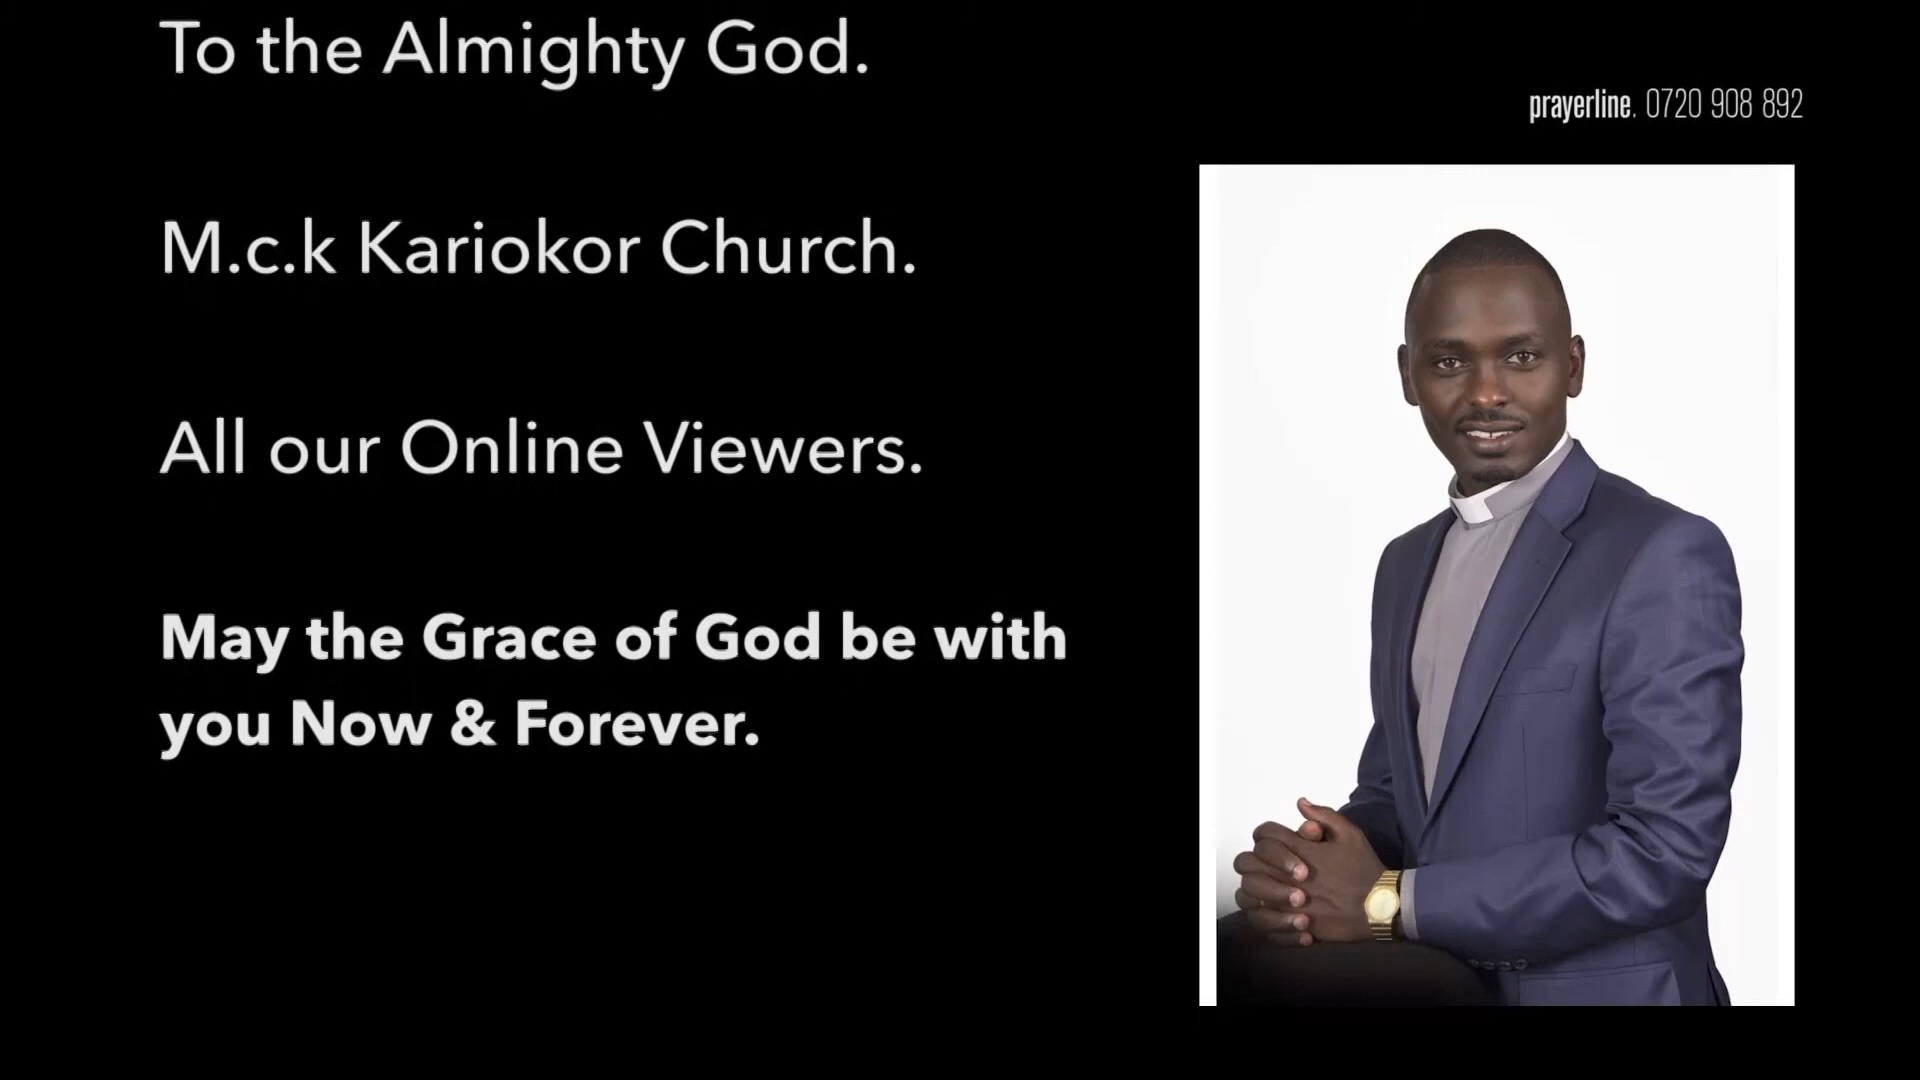 To the Almighty God.
prayerline. 0720 908 892
M.c.k Kariokor Church.
All our Online Viewers.
May the Grace of God be with
you Now & Forever.